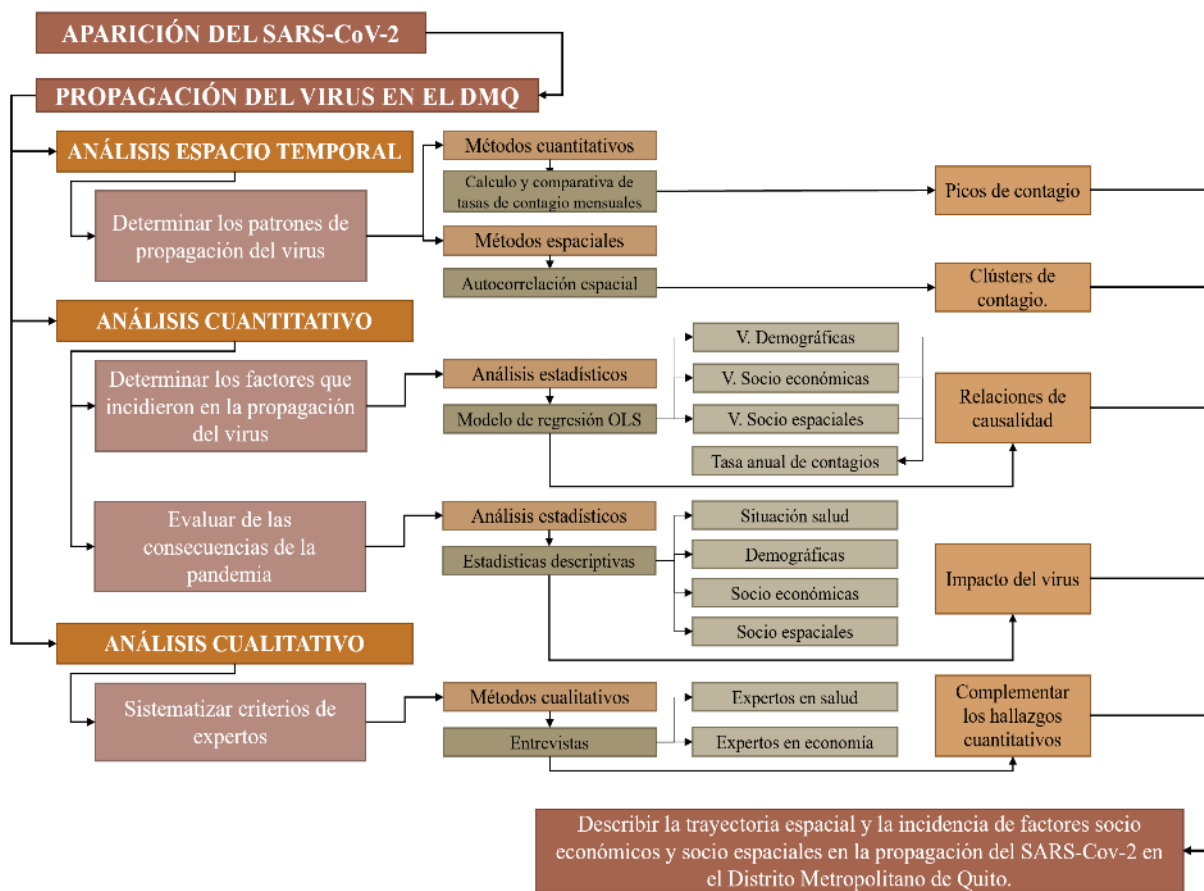 APARICIÓN DEL SARS-CoV-2
PROPAGACIÓN DEL VIRUS EN EL DMQ
ANÁLISIS ESPACIO TEMPORAL
Determinar los patrones de
propagación del virus
Métodos cuantitativos
Calculo y comparativa de
tasas de contagio mensuales
Picos de contagio
Métodos espaciales
Autocorrelación espacial
Clústers de
contagio.
ANÁLISIS CUANTITATIVO
Determinar los factores que
incidieron en la propagación
del virus
Análisis estadísticos
Modelo de regresión OLS
V. Demográficas
V. Socio económicas
V. Socio espaciales
Tasa anual de contagios
Relaciones de
causalidad
Evaluar de las
consecuencias de la
pandemia
Análisis estadísticos
Estadísticas descriptivas
Situación salud
Demográficas
Socio económicas
Socio espaciales
Impacto del virus
ANÁLISIS CUALITATIVO
Sistematizar criterios de
expertos
Métodos cualitativos
Entrevistas
Expertos en salud
Expertos en economía
Complementar
los hallazgos
cuantitativos
Describir la trayectoria espacial y la incidencia de factores socio
económicos y socio espaciales en la propagación del SARS-Cov-2 en
el Distrito Metropolitano de Quito.